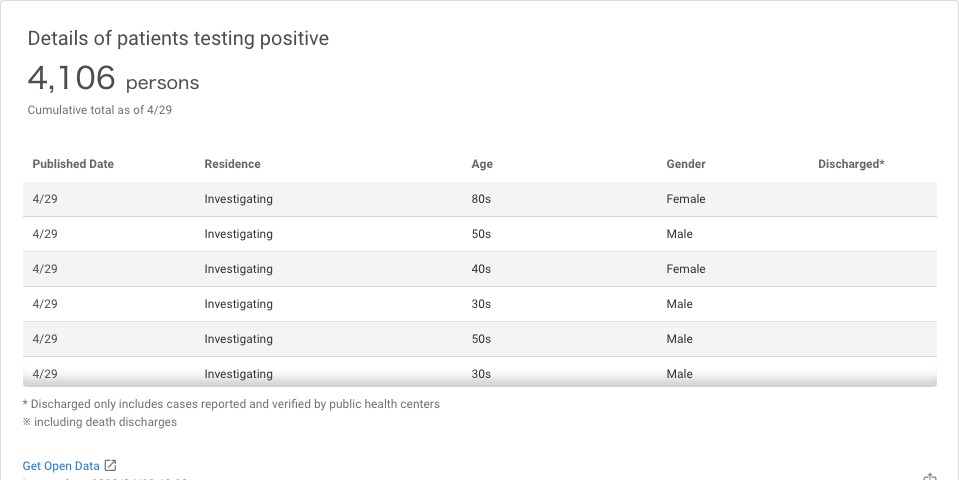 Details of patients testing positive
4,106 persons
Cumulative total as of 4/29
Published Date Residence Age Gender Discharged*
4/29 Investigating 80s Female
4/29 Investigating 50s Male
4/29 Investigating 40s Female
4/29 Investigating 30s Male
4/29 Investigating 50s Male
4/29 Investigating 30s Male
* Discharged only includes cases reported and verified by public health centers
※ including death discharges
Get Open Data